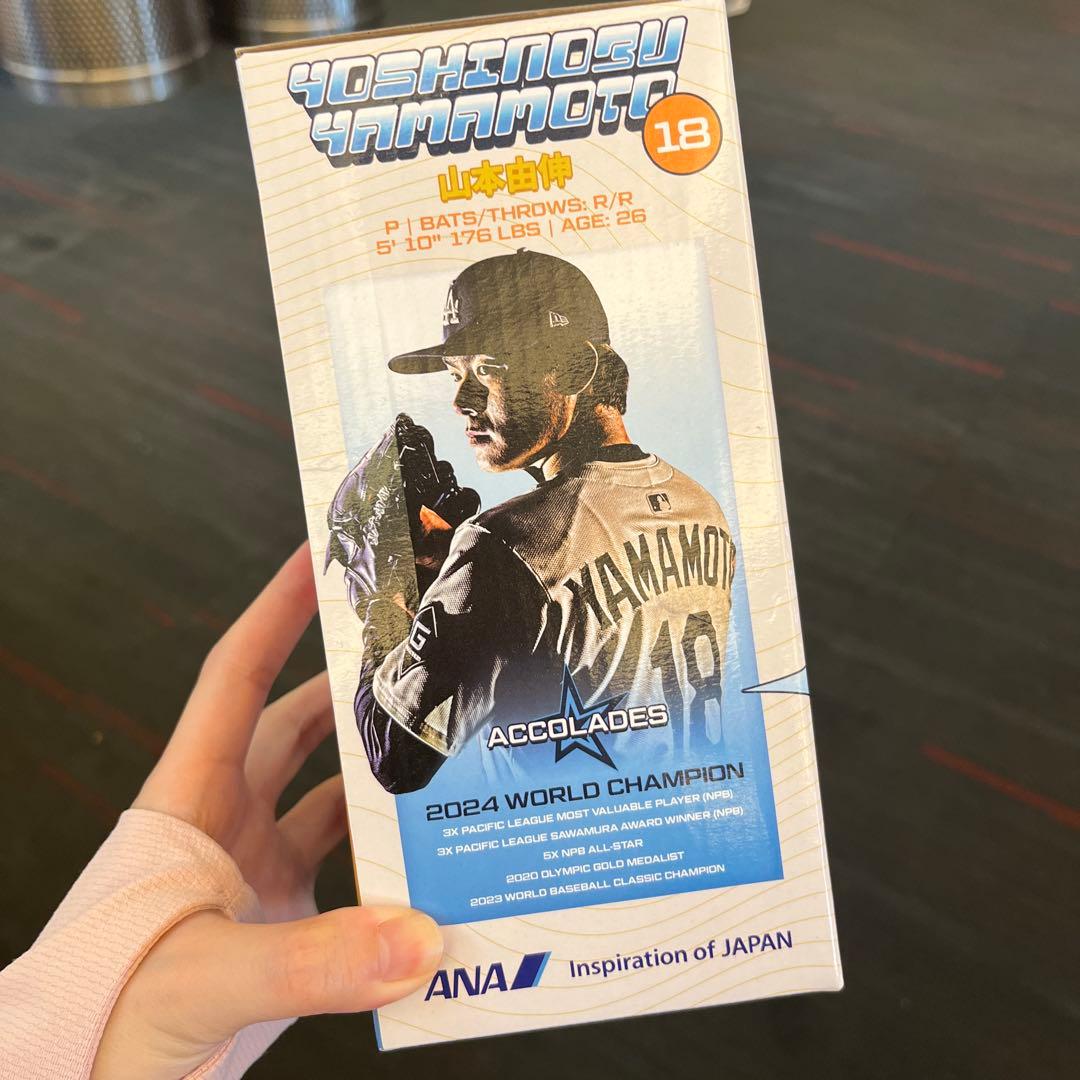 YOSHINOBU
YAMAMOTO
18
山本由伸
P | BATS/THROWS: R/R
5' 10" 176 LBS | AGE: 26
LA
YAMAMOTO
18
G
ACCOLADES
2024 WORLD CHAMPION
3X PACIFIC LEAGUE MOST VALUABLE PLAYER (NPB)
3X PACIFIC LEAGUE SAWAMURA AWARD WINNER (NPB)
5X NPB ALL-STAR
2020 OLYMPIC GOLD MEDALIST
2023 WORLD BASEBALL CLASSIC CHAMPION
ANA Inspiration of JAPAN